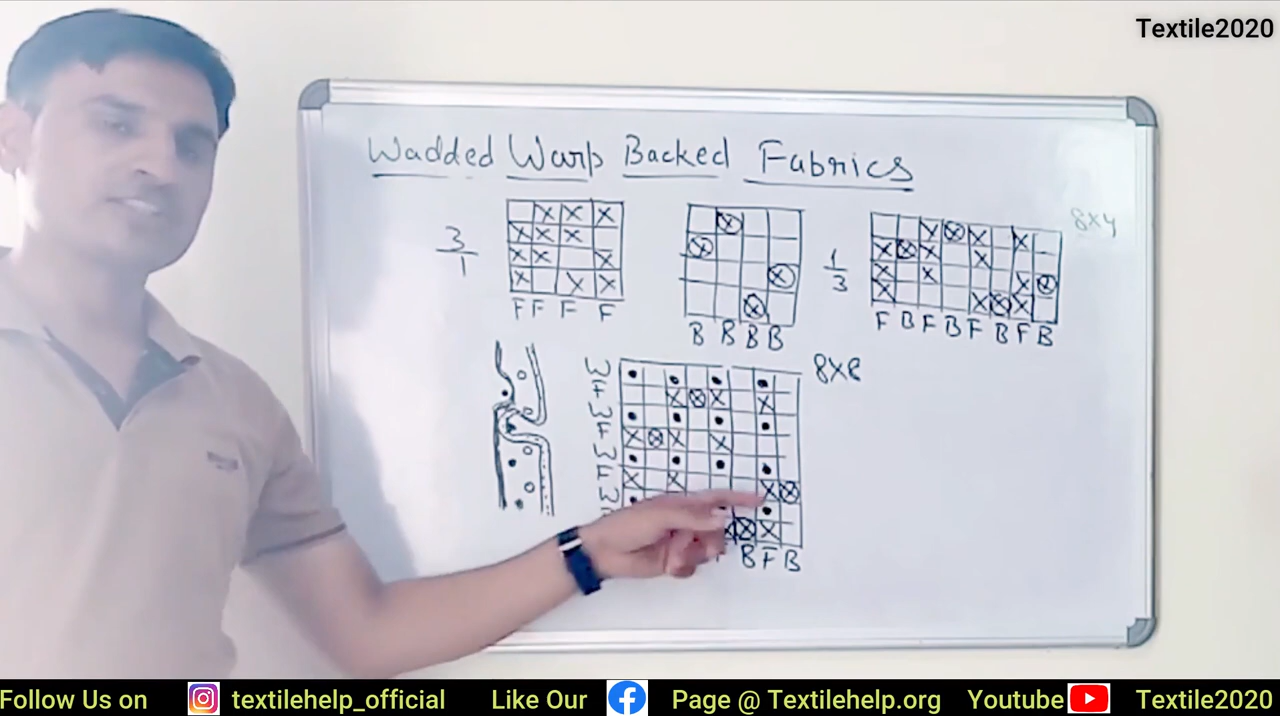 Textile2020
Wadded Warp Backed Fabrics
3/1
F F F F
B B B B
1/3
F B F B F B F B
8x4
8x8
W
F
W
F
W
F
W
B F B
Follow Us on textilehelp_official Like Our Page @ Textilehelp.org Youtube Textile2020